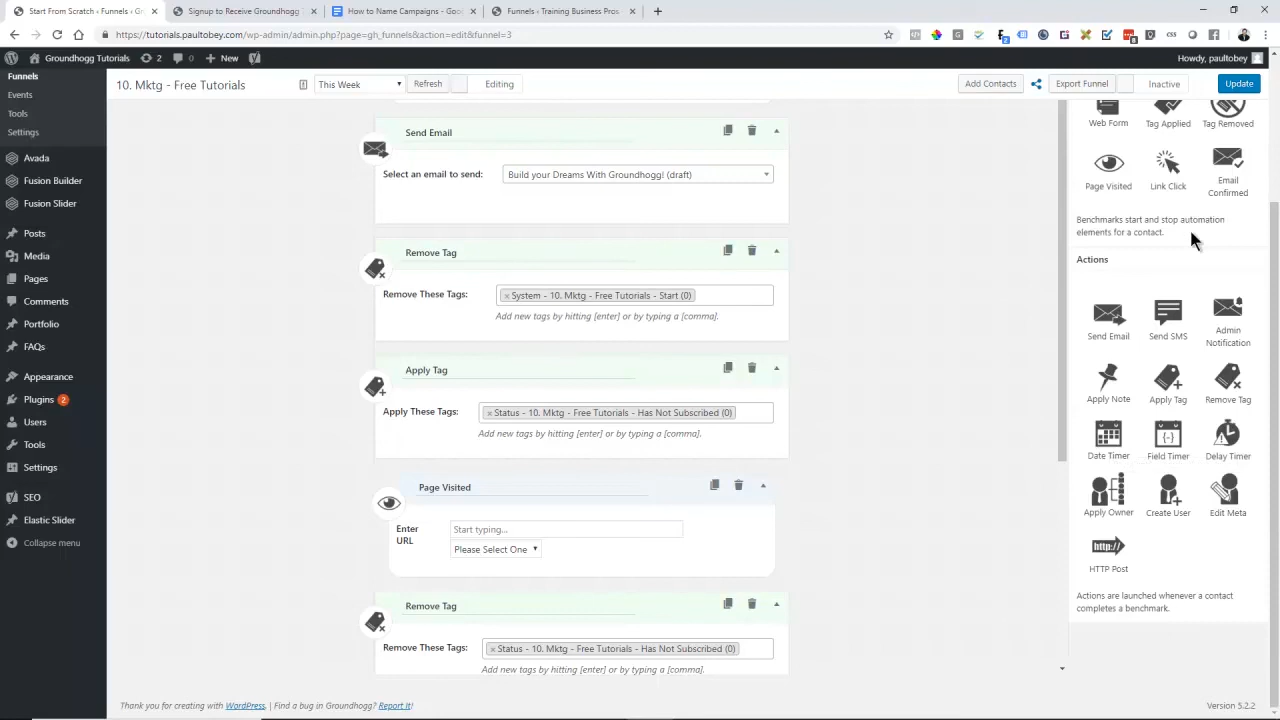 Start From Scratch ‹ Funnels ‹ Gr
Signup to Receive Groundhogg T
How to Name Campaigns - Goo
Funnels ‹ Training Business Pros
https://tutorials.paultobey.com/wp-admin/admin.php?page=gh_funnels&action=edit&funnel=3
Groundhogg Tutorials
2
0
New
Howdy, paultobey
Funnels
Events
Tools
Settings
Avada
Fusion Builder
Fusion Slider
Posts
Media
Pages
Comments
Portfolio
FAQs
Appearance
Plugins 2
Users
Tools
Settings
SEO
Elastic Slider
Collapse menu
10. Mktg - Free Tutorials
This Week
Refresh
Editing
Add Contacts
Export Funnel
Inactive
Update
Send Email
Select an email to send:
Build your Dreams With Groundhogg! (draft)
Remove Tag
Remove These Tags:
×System - 10. Mktg - Free Tutorials - Start (0)
Add new tags by hitting [enter] or by typing a [comma].
Apply Tag
Apply These Tags:
×Status - 10. Mktg - Free Tutorials - Has Not Subscribed (0)
Add new tags by hitting [enter] or by typing a [comma].
Page Visited
Enter
URL
Start typing...
Please Select One
Remove Tag
Remove These Tags:
×Status - 10. Mktg - Free Tutorials - Has Not Subscribed (0)
Add new tags by hitting [enter] or by typing a [comma].
Web Form
Tag Applied
Tag Removed
Page Visited
Link Click
Email
Confirmed
Benchmarks start and stop automation
elements for a contact.
Actions
Send Email
Send SMS
Admin
Notification
Apply Note
Apply Tag
Remove Tag
Date Timer
Field Timer
Delay Timer
Apply Owner
Create User
Edit Meta
http://
HTTP Post
Actions are launched whenever a contact
completes a benchmark.
Thank you for creating with WordPress. | Find a bug in Groundhogg? Report It!
Version 5.2.2